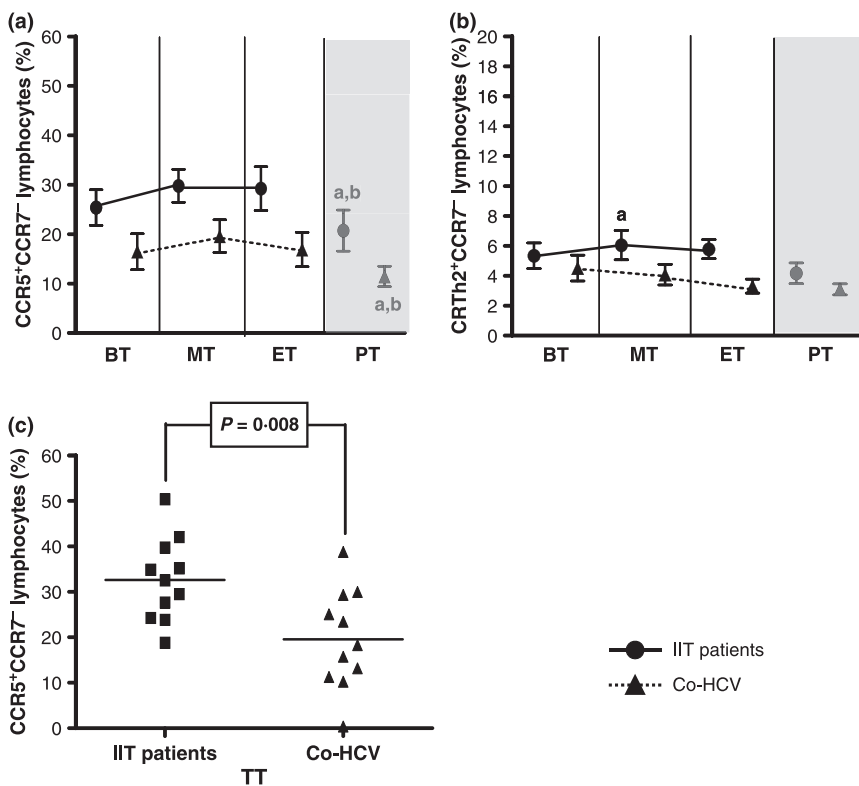 (a)
CCR5⁺CCR7⁻ lymphocytes (%)
60
50
40
30
20
10
0
a,b
a,b
BT MT ET PT
(b)
CRTh2⁺CCR7⁻ lymphocytes (%)
20
18
16
14
12
10
8
6
4
2
0
a
BT MT ET PT
(c)
P = 0·008
CCR5⁺CCR7⁻ lymphocytes (%)
60
50
40
30
20
10
0
IIT patients Co-HCV
TT
IIT patients
Co-HCV